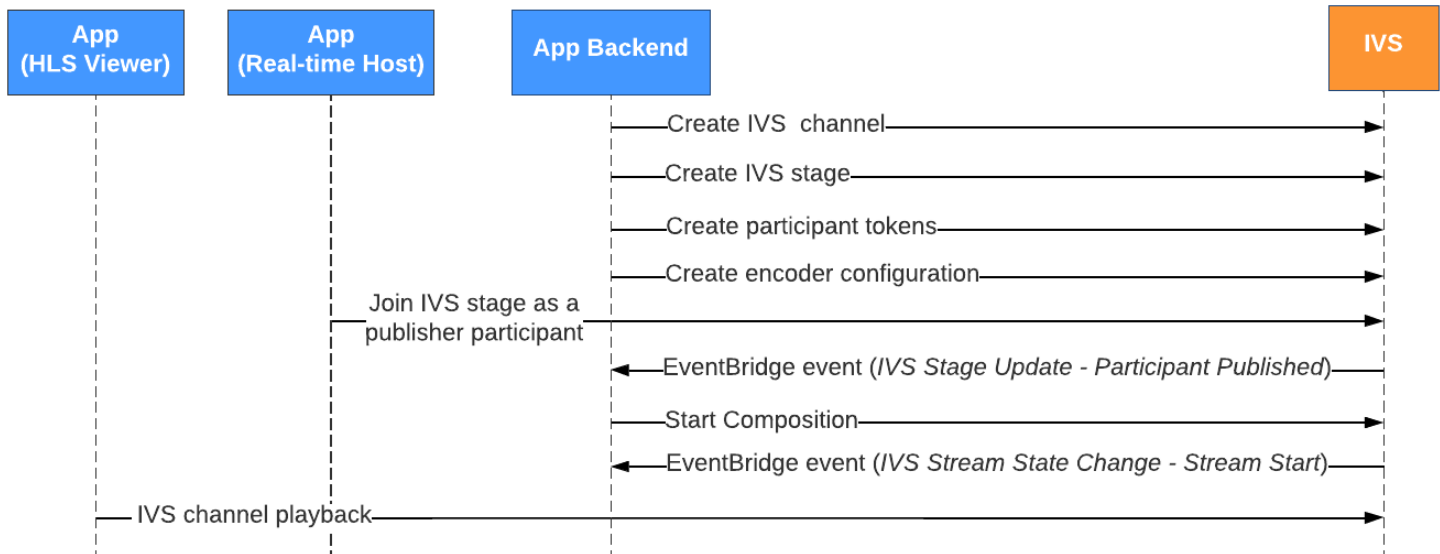 App
(HLS Viewer)
App
(Real-time Host)
App Backend
IVS
Create IVS channel
Create IVS stage
Create participant tokens
Create encoder configuration
Join IVS stage as a
publisher participant
EventBridge event (IVS Stage Update - Participant Published)
Start Composition
EventBridge event (IVS Stream State Change - Stream Start)
IVS channel playback